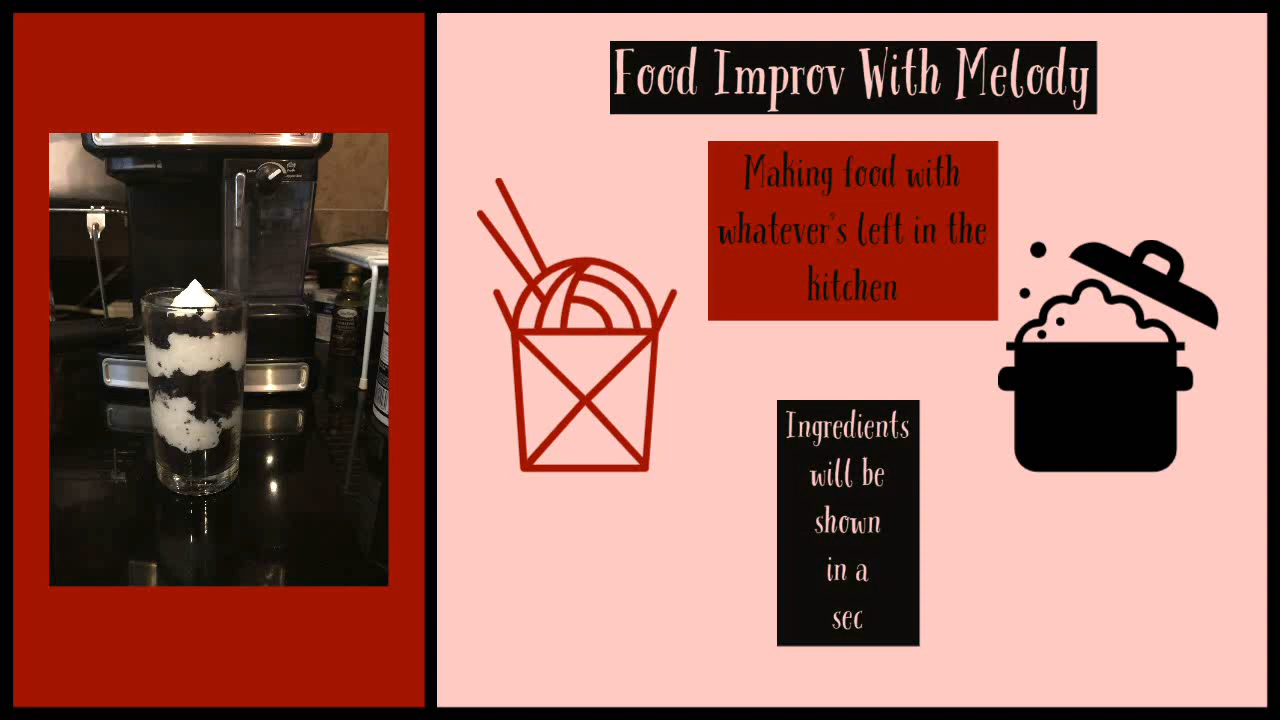 Food Improv With Melody
Making food with
whatever's left in the
kitchen
Ingredients
will be
shown
in a
sec